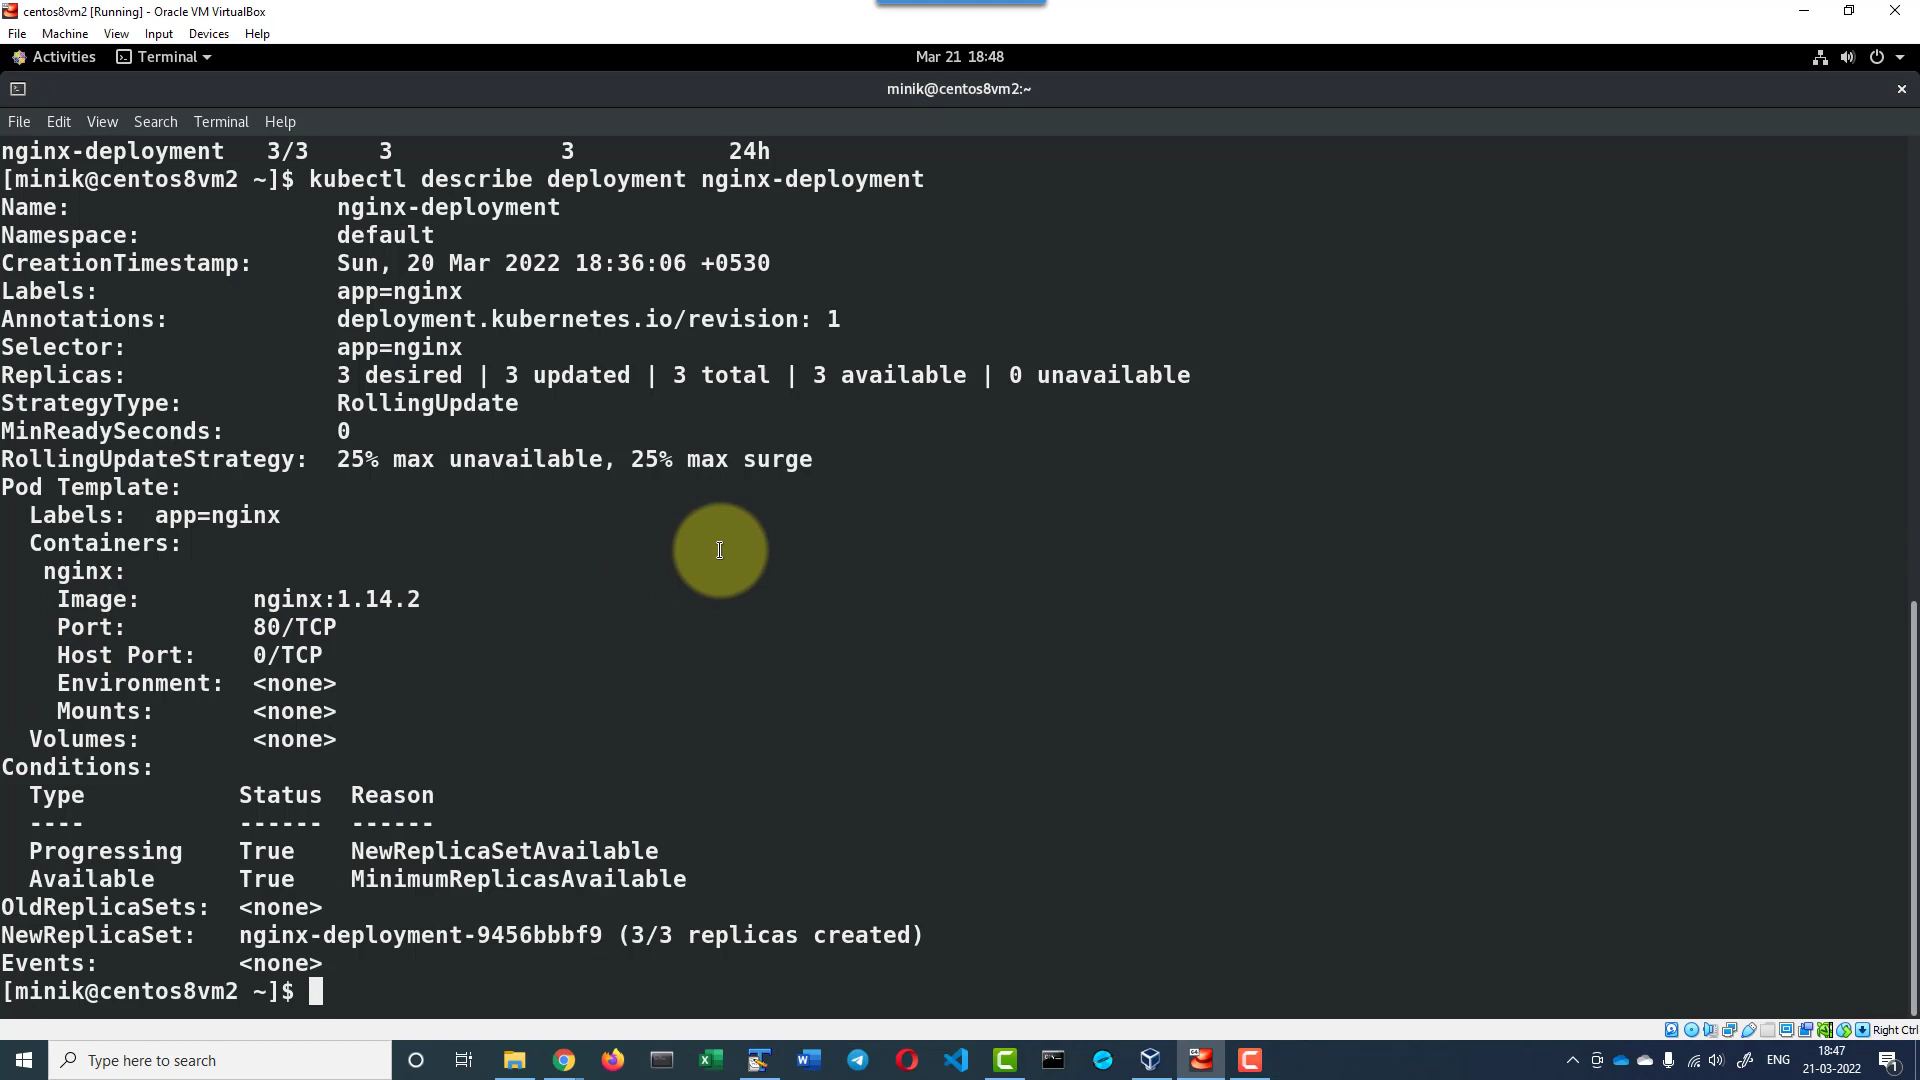 centos8vm2 [Running] - Oracle VM VirtualBox
File Machine View Input Devices Help
Activities Terminal Mar 21 18:48
minik@centos8vm2:~
File Edit View Search Terminal Help
nginx-deployment 3/3 3 3 24h
[minik@centos8vm2 ~]$ kubectl describe deployment nginx-deployment
Name: nginx-deployment
Namespace: default
CreationTimestamp: Sun, 20 Mar 2022 18:36:06 +0530
Labels: app=nginx
Annotations: deployment.kubernetes.io/revision: 1
Selector: app=nginx
Replicas: 3 desired | 3 updated | 3 total | 3 available | 0 unavailable
StrategyType: RollingUpdate
MinReadySeconds: 0
RollingUpdateStrategy: 25% max unavailable, 25% max surge
Pod Template:
Labels: app=nginx
Containers:
nginx:
Image: nginx:1.14.2
Port: 80/TCP
Host Port: 0/TCP
Environment: <none>
Mounts: <none>
Volumes: <none>
Conditions:
Type Status Reason
---- ------ ------
Progressing True NewReplicaSetAvailable
Available True MinimumReplicasAvailable
OldReplicaSets: <none>
NewReplicaSet: nginx-deployment-9456bbbf9 (3/3 replicas created)
Events: <none>
[minik@centos8vm2 ~]$
Right Ctrl
Type here to search
ENG
18:47
21-03-2022
1